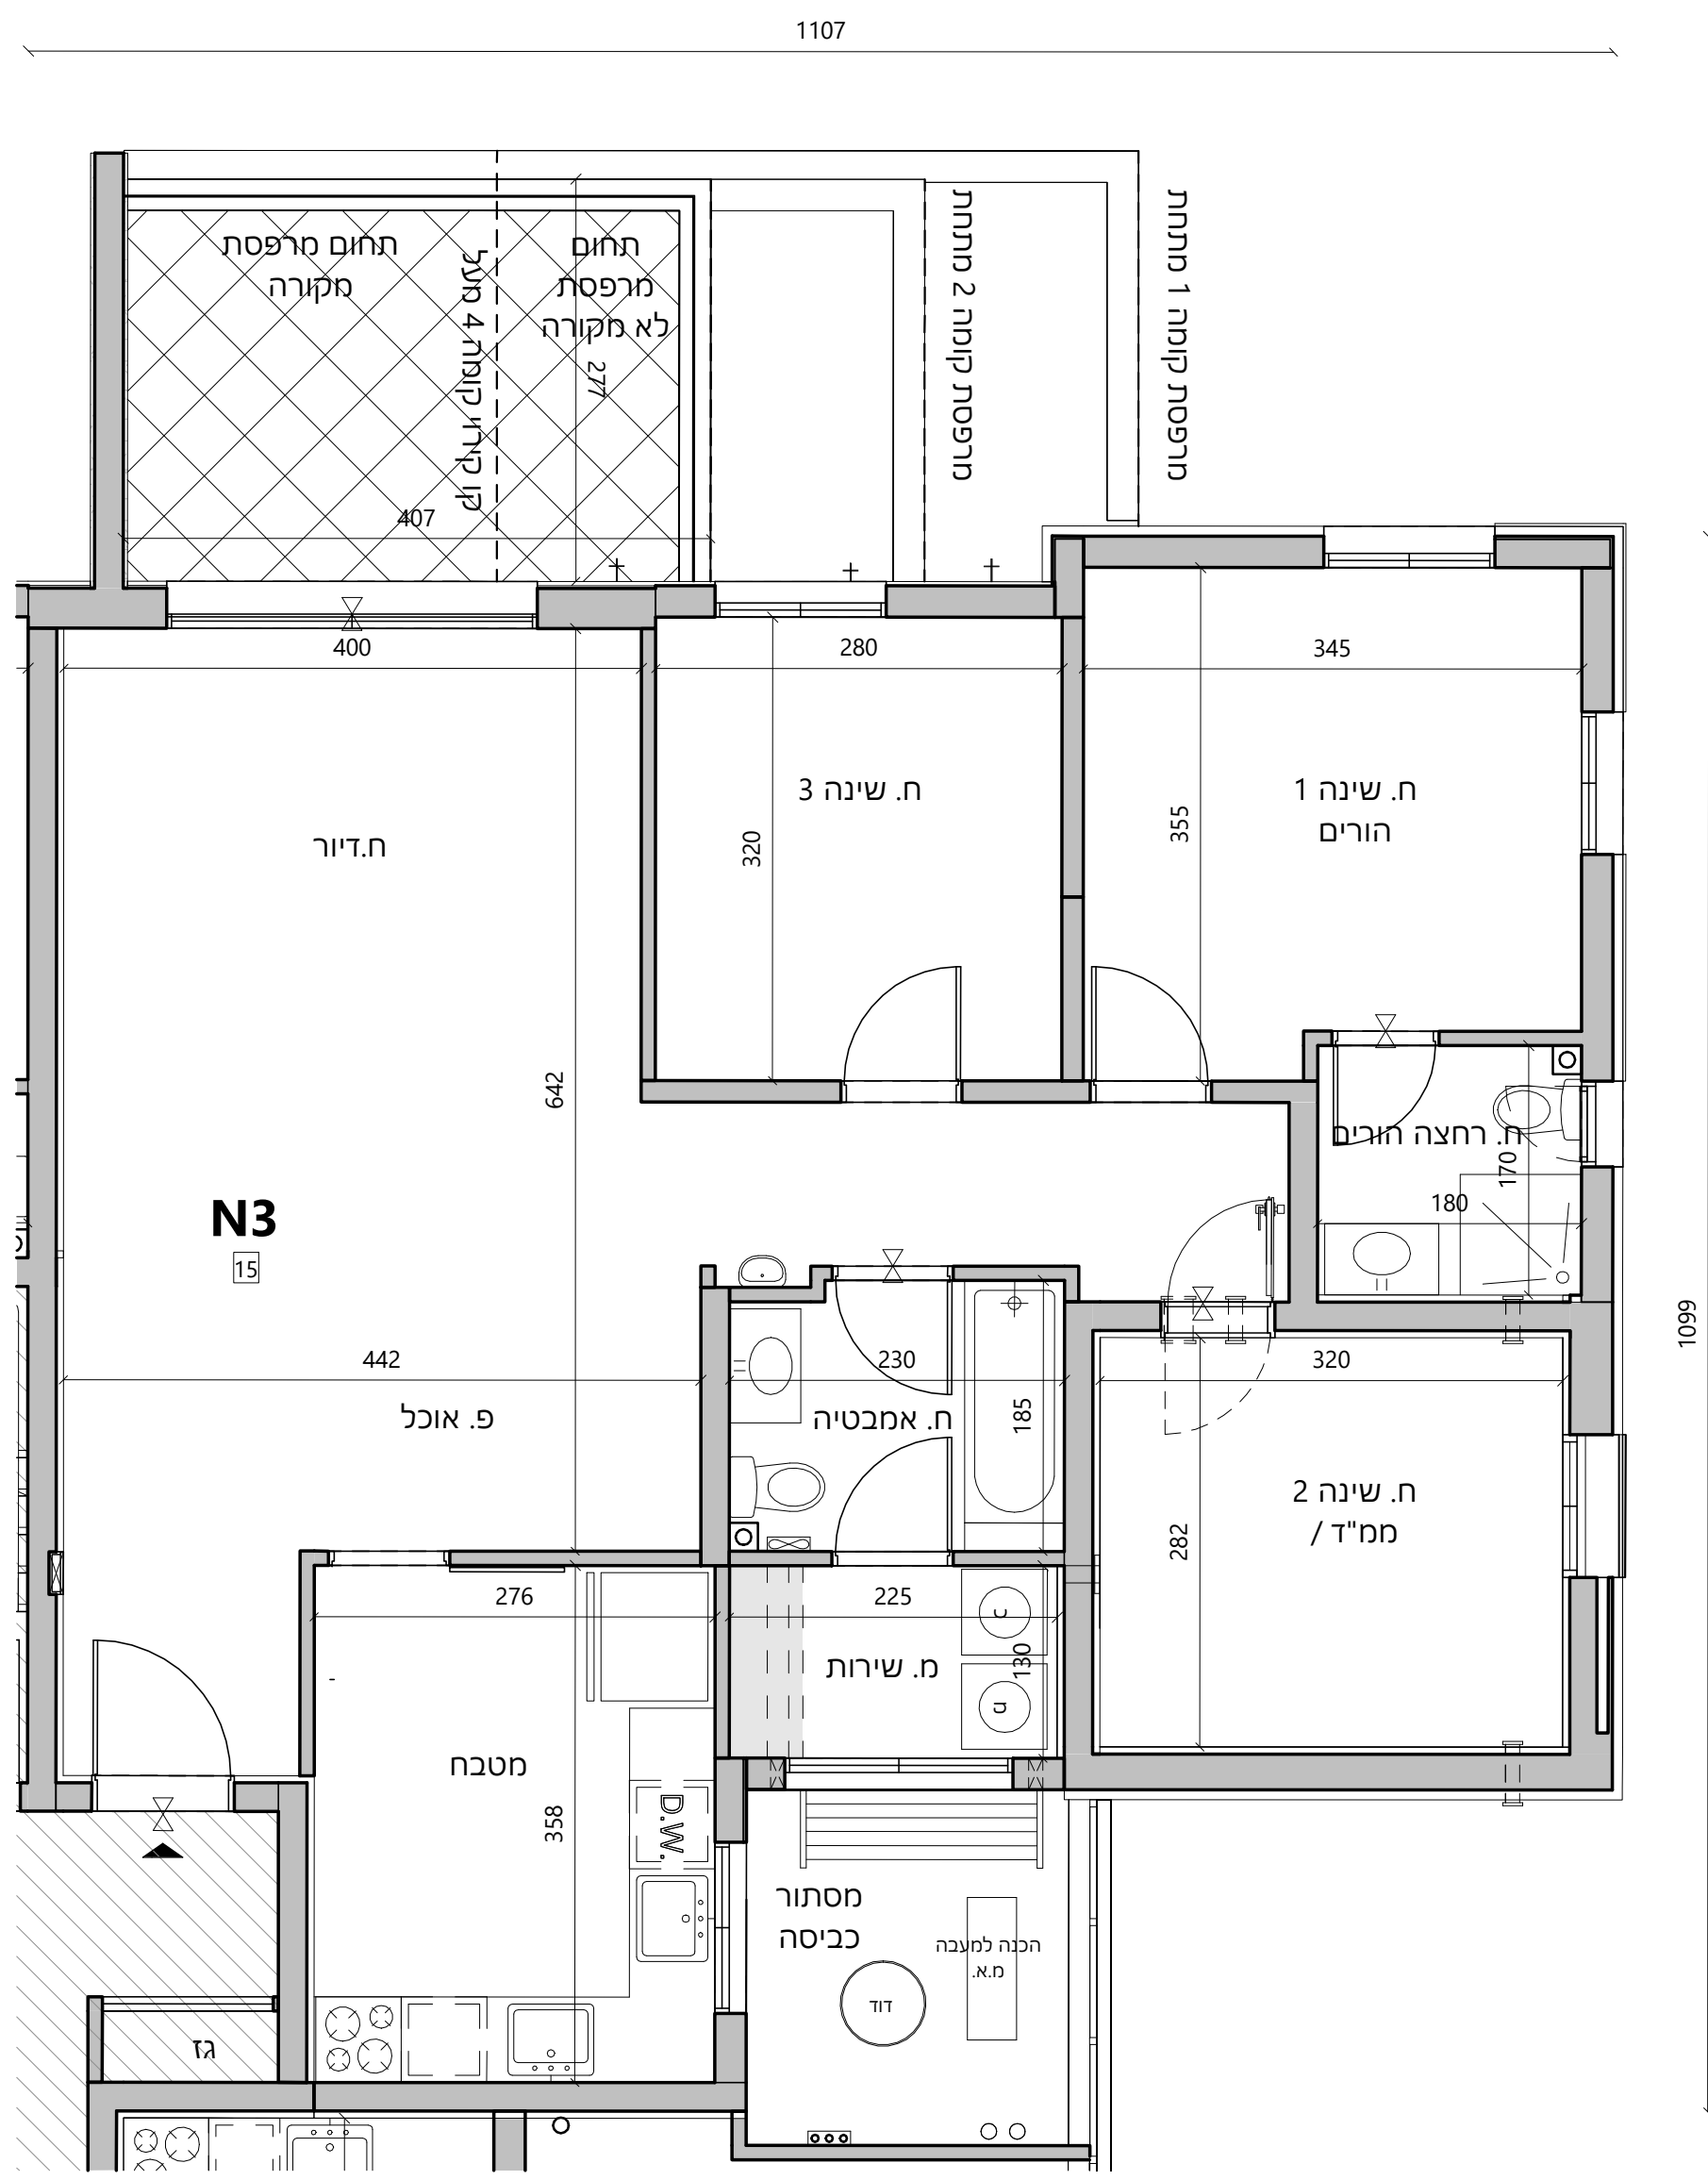 1107
תחום מרפסת
מקורה
תחום
מרפסת
לא מקורה
קו קירוי קומה 4 מעל
277
407
מרפסת קומה 2 מתחת
מרפסת קומה 1 מתחת
400
280
345
ח. שינה 3
320
ח. שינה 1
הורים
355
ח.דיור
642
N3
15
ח. רחצה הורים
170
180
1099
442
230
320
פ. אוכל
ח. אמבטיה
185
ח. שינה 2
/ ממ"ד
282
276
225
מ. שירות
130
כ
מטבח
358
D.W.
מסתור
כביסה
הכנה למעבה
מ.א.
דוד
גז